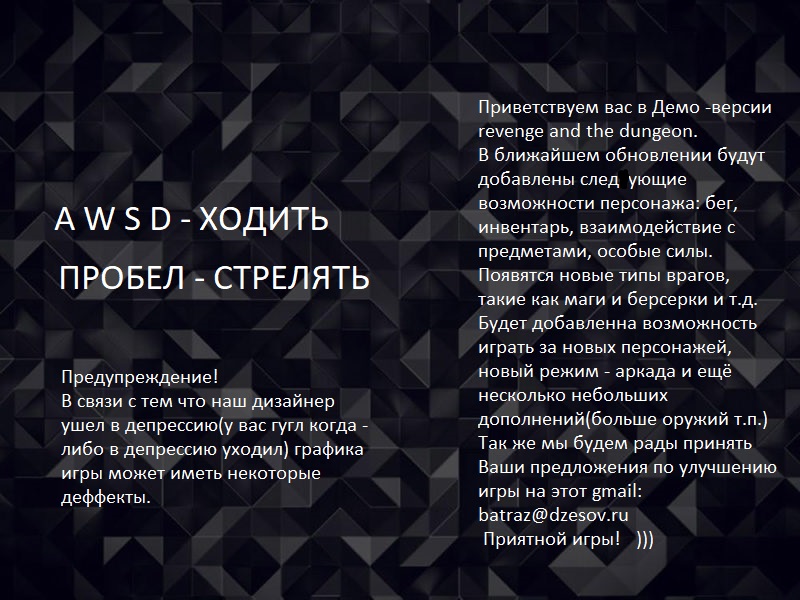 A W S D - ХОДИТЬ
ПРОБЕЛ - СТРЕЛЯТЬ
Предупреждение!
В связи с тем что наш дизайнер
ушел в депрессию(у вас гугл когда -
либо в депрессию уходил) графика
игры может иметь некоторые
деффекты.
Приветствуем вас в Демо -версии
revenge and the dungeon.
В ближайшем обновлении будут
добавлены след ующие
возможности персонажа: бег,
инвентарь, взаимодействие с
предметами, особые силы.
Появятся новые типы врагов,
такие как маги и берсерки и т.д.
Будет добавленна возможность
играть за новых персонажей,
новый режим - аркада и ещё
несколько небольших
дополнений(больше оружий т.п.)
Так же мы будем рады принять
Ваши предложения по улучшению
игры на этот gmail:
batraz@dzesov.ru
Приятной игры! )))